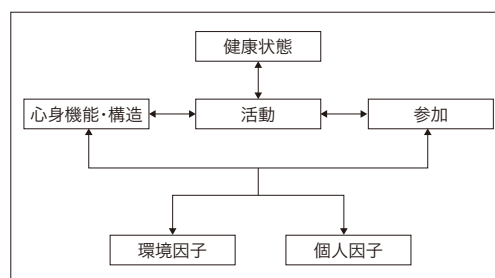 健康状態
心身機能・構造
活動
参加
環境因子
個人因子